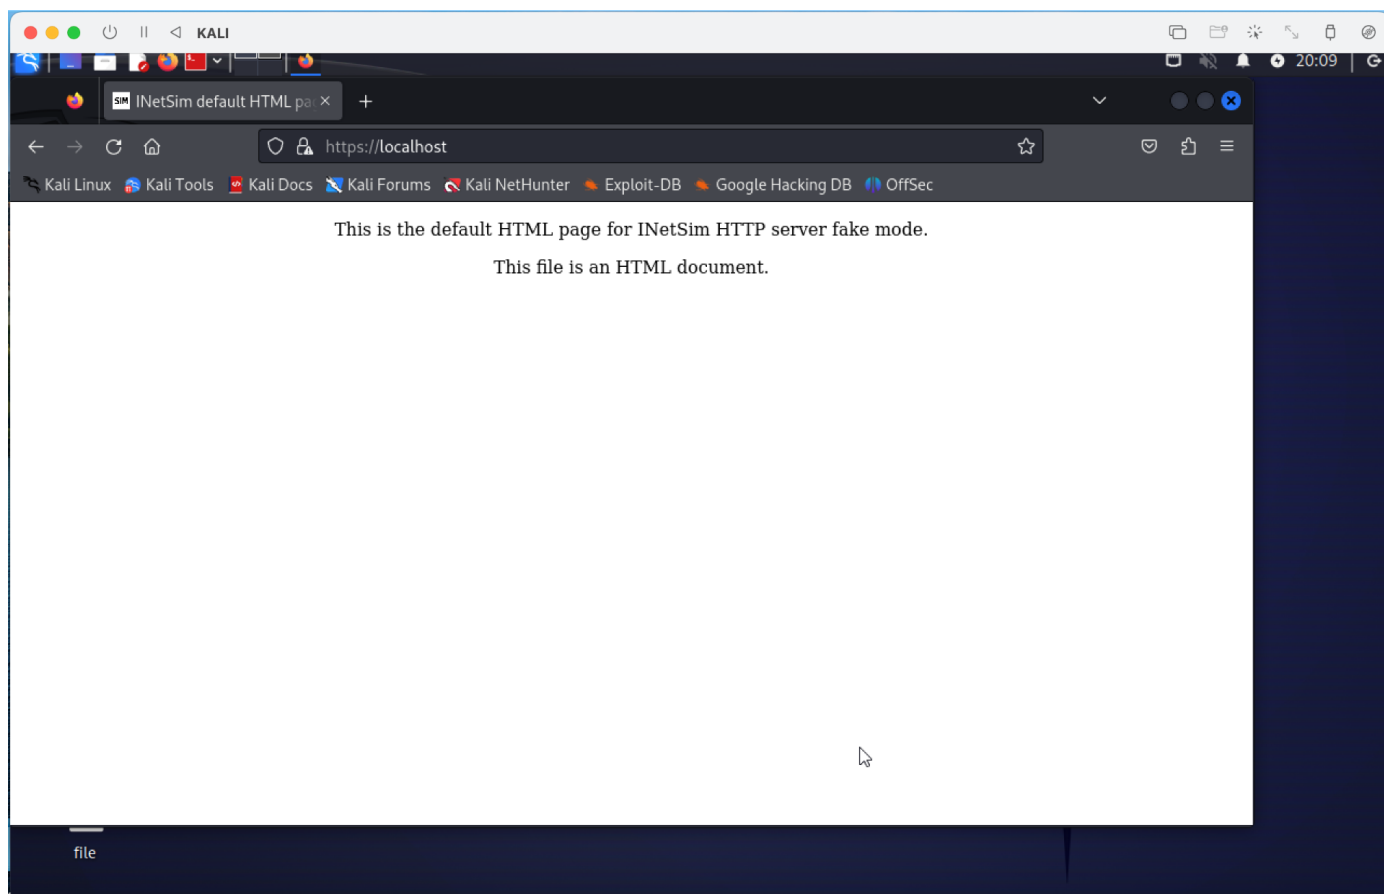 KALI
20:09
SIM INetSim default HTML pa
https://localhost
Kali Linux Kali Tools Kali Docs Kali Forums Kali NetHunter Exploit-DB Google Hacking DB OffSec
This is the default HTML page for INetSim HTTP server fake mode.
This file is an HTML document.
file